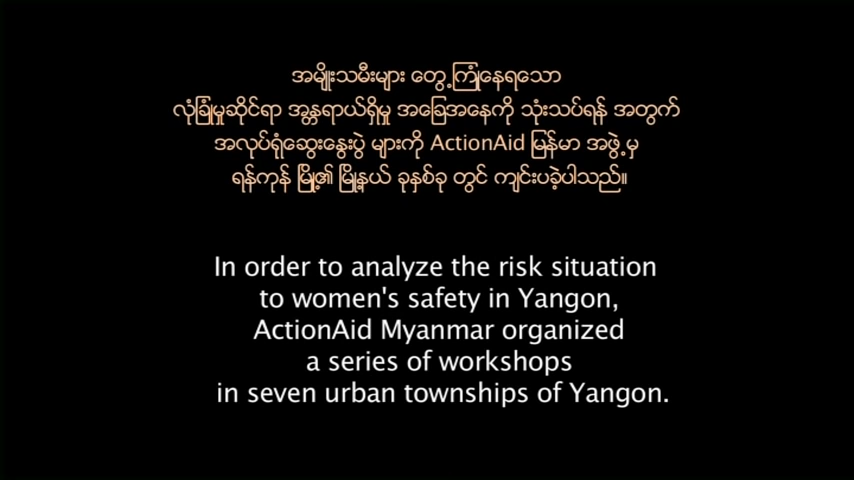 အမျိုးသမီးများ တွေ့ကြုံနေရသော
လုံခြုံမှုဆိုင်ရာ အန္တရာယ်ရှိမှု အခြေအနေကို သုံးသပ်ရန် အတွက်
အလုပ်ရုံဆွေးနွေးပွဲ များကို ActionAid မြန်မာ အဖွဲ့မှ
ရန်ကုန် မြို့၏ မြို့နယ် ခုနှစ်ခု တွင် ကျင်းပခဲ့ပါသည်။
In order to analyze the risk situation
to women's safety in Yangon,
ActionAid Myanmar organized
a series of workshops
in seven urban townships of Yangon.